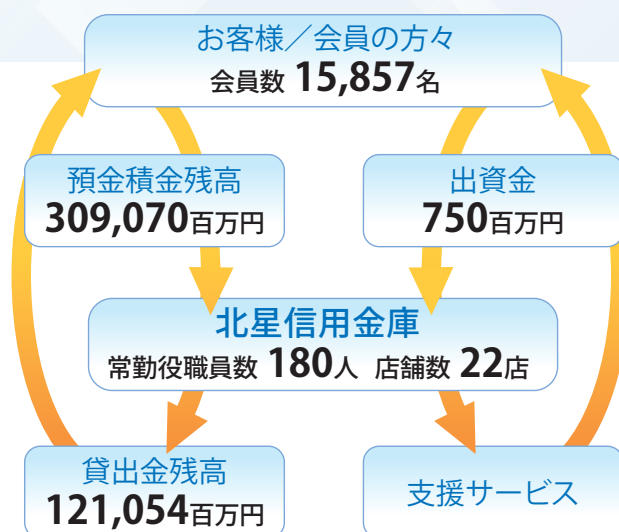 お客様／会員の方々
会員数 15,857名
預金積金残高
309,070百万円
出資金
750百万円
北星信用金庫
常勤役職員数 180人 店舗数 22店
貸出金残高
121,054百万円
支援サービス